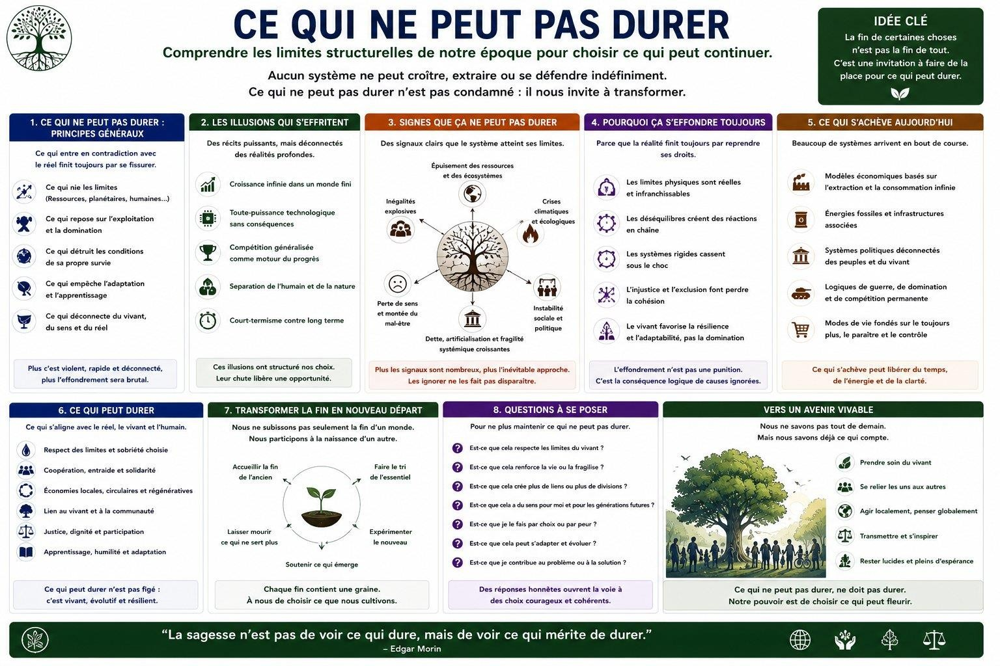 CE QUI NE PEUT PAS DURER
Comprendre les limites structurelles de notre époque pour choisir ce qui peut continuer.
Aucun système ne peut croître, extraire ou se défendre indéfiniment.
Ce qui ne peut pas durer n'est pas condamné : il nous invite à transformer.
IDÉE CLÉ
La fin de certaines choses
n'est pas la fin de tout.
C'est une invitation à faire de la
place pour ce qui peut durer.
1. CE QUI NE PEUT PAS DURER :
PRINCIPES GÉNÉRAUX
Ce qui entre en contradiction avec
le réel finit toujours par se fissurer.
Ce qui nie les limites
(Ressources, planétaires, humaines...)
Ce qui repose sur l'exploitation
et la domination
Ce qui détruit les conditions
de sa propre survie
Ce qui empêche l'adaptation
et l'apprentissage
Ce qui déconnecte du vivant,
du sens et du réel
Plus c'est violent, rapide et déconnecté,
plus l'effondrement sera brutal.
2. LES ILLUSIONS QUI S'EFFRITENT
Des récits puissants, mais déconnectés
des réalités profondes.
Croissance infinie dans un monde fini
Toute-puissance technologique
sans conséquences
Compétition généralisée
comme motuur du progrès
Separation de l'humain et de la nature
Court-termisme contre long terme
Ces illusions ont structuré nos choix.
Leur chute libère une opportunité.
3. SIGNES QUE ÇA NE PEUT PAS DURER
Des signaux clairs que le système atteint ses limites.
Épuisement des ressources
et des écosystèmes
Inégalités
explosives
Crises
climatiques
et écologiques
Perte de sens
et montée du
mal-être
Instabilité
sociale et
politique
Dette, artificialisation et fragilité
systémique croissantes
Plus les signaux sont nombreux, plus l'inévitable approche.
Les ignorer ne les fait pas disparaître.
4. POURQUOI ÇA S'EFFONDRE TOUJOURS
Parce que la réalité finit toujours par reprendre
ses droits.
Les limites physiques sont réelles
et infranchissables
Les déséquilibres créent des réactions
en chaîne
Les systèmes rigides cassent
sous le choc
L'injustice et l'exclusion font perdre
la cohésion
Le vivant favorise la résilience
et l'adaptabilité, pas la domination
L'effondrement n'est pas une punition.
C'est la conséquence logique de causes ignorées.
5. CE QUI S'ACHÈVE AUJOURD'HUI
Beaucoup de systèmes arrivent en bout de course.
Modèles économiques basés sur
l'extraction et la consommation infinie
Énergies fossiles et infrastructures
associées
Systèmes politiques déconnectés
des peuples et du vivant
Logiques de guerre, de domination
et de compétition permanente
Modes de vie fondés sur le toujours
plus, le paraître et le contrôle
Ce qui s'achève peut libérer du temps,
de l'énergie et de la clarté.
6. CE QUI PEUT DURER
Ce qui s'aligne avec le réel, le vivant et l'humain.
Respect des limites et sobriété choisie
Coopération, entraide et solidarité
Économies locales, circulaires et régénératives
Lien au vivant et à la communauté
Justice, dignité et participation
Apprentissage, humilité et adaptation
Ce qui peut durer n'est pas figé :
c'est vivant, évolutif et résilient.
7. TRANSFORMER LA FIN EN NOUVEAU DÉPART
Nous ne subissons pas seulement la fin d'un monde.
Nous participons à la naissance d'un autre.
Accueillir la fin
de l'ancien
Faire le tri
de l'essentiel
Laisser mourir
ce qui ne sert plus
Expérimenter
le nouveau
Soutenir ce qui émerge
Chaque fin contient une graine.
À nous de choisir ce que nous cultivons.
8. QUESTIONS À SE POSER
Pour ne plus maintenir ce qui ne peut pas durer.
Est-ce que cela respecte les limites du vivant ?
Est-ce que cela renforce la vie ou la fragilise ?
Est-ce que cela crée plus de liens ou plus de divisions ?
Est-ce que cela a du sens pour moi et pour les générations futures ?
Est-ce que je le fais par choix ou par peur ?
Est-ce que cela peut s'adapter et évoluer ?
Est-ce que je contribue au problème ou à la solution ?
Des réponses honnêtes ouvrent la voie à
des choix courageux et cohérents.
VERS UN AVENIR VIVABLE
Nous ne savons pas tout de demain.
Mais nous savons déjà ce qui compte.
Prendre soin du vivant
Se relier les uns aux autres
Agir localement, penser globalement
Transmettre et s'inspirer
Rester lucides et pleins d'espérance
Ce qui ne peut pas durer, ne doit pas durer.
Notre pouvoir est de choisir ce qui peut fleurir.
"La sagesse n'est pas de voir ce qui dure, mais de voir ce qui mérite de durer."
– Edgar Morin